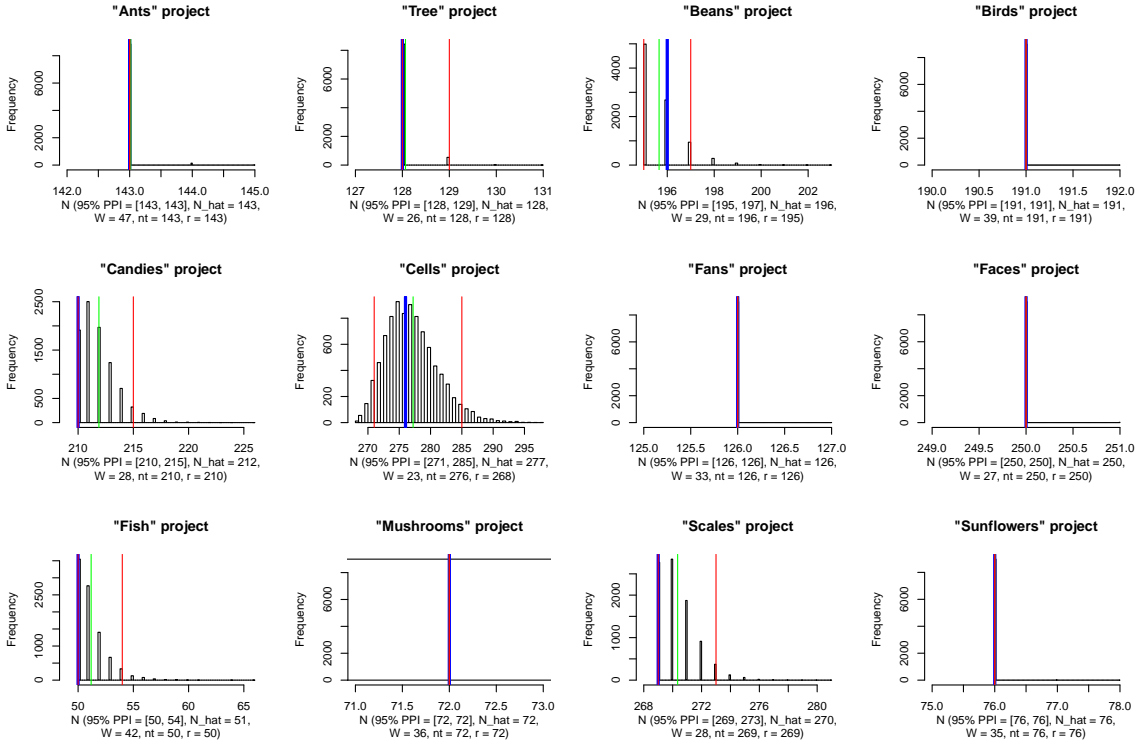 "Ants" project
Frequency
0 2000 6000
142.0 143.0 144.0 145.0
N (95% PPI = [143, 143], N_hat = 143,
W = 47, nt = 143, r = 143)
"Tree" project
Frequency
0 2000 6000
127 128 129 130 131
N (95% PPI = [128, 129], N_hat = 128,
W = 26, nt = 128, r = 128)
"Beans" project
Frequency
0 2000 4000
196 198 200 202
N (95% PPI = [195, 197], N_hat = 196,
W = 29, nt = 196, r = 195)
"Birds" project
Frequency
0 2000 6000
190.0 190.5 191.0 191.5 192.0
N (95% PPI = [191, 191], N_hat = 191,
W = 39, nt = 191, r = 191)
"Candies" project
Frequency
0 500 1500 2500
210 215 220 225
N (95% PPI = [210, 215], N_hat = 212,
W = 28, nt = 210, r = 210)
"Cells" project
Frequency
0 200 600
270 275 280 285 290 295
N (95% PPI = [271, 285], N_hat = 277,
W = 23, nt = 276, r = 268)
"Fans" project
Frequency
0 2000 6000
125.0 125.5 126.0 126.5 127.0
N (95% PPI = [126, 126], N_hat = 126,
W = 33, nt = 126, r = 126)
"Faces" project
Frequency
0 2000 6000
249.0 249.5 250.0 250.5 251.0
N (95% PPI = [250, 250], N_hat = 250,
W = 27, nt = 250, r = 250)
"Fish" project
Frequency
0 1000 2500
50 55 60 65
N (95% PPI = [50, 54], N_hat = 51,
W = 42, nt = 50, r = 50)
"Mushrooms" project
Frequency
0 2000 6000
71.0 71.5 72.0 72.5 73.0
N (95% PPI = [72, 72], N_hat = 72,
W = 36, nt = 72, r = 72)
"Scales" project
Frequency
0 1000 2000
268 270 272 274 276 278 280
N (95% PPI = [269, 273], N_hat = 270,
W = 28, nt = 269, r = 269)
"Sunflowers" project
Frequency
0 2000 6000
75.0 75.5 76.0 76.5 77.0 77.5 78.0
N (95% PPI = [76, 76], N_hat = 76,
W = 35, nt = 76, r = 76)